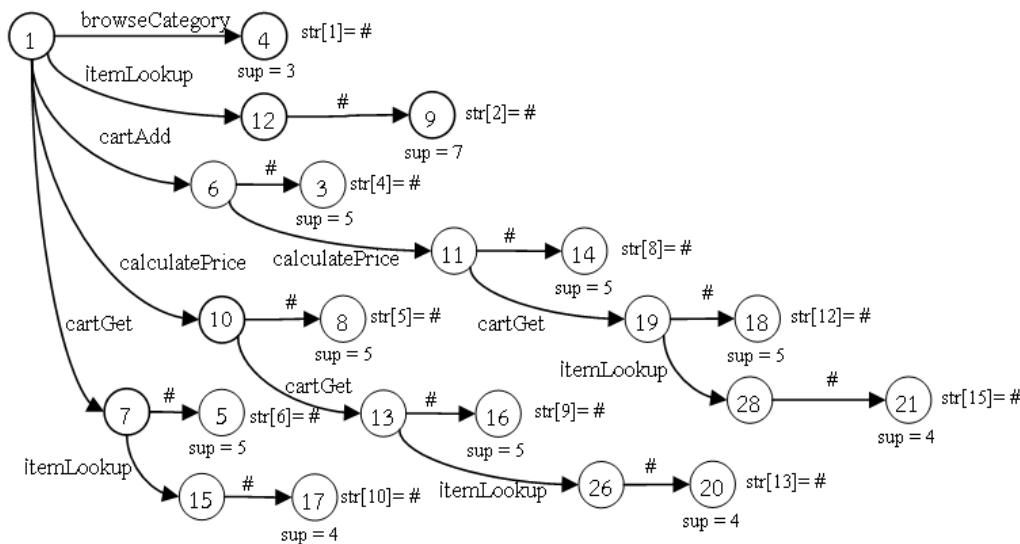 browseCategory
1
4
str[1]= #
sup = 3
itemLookup
12
#
9
str[2]= #
sup = 7
cartAdd
6
#
3
str[4]= #
sup = 5
calculatePrice
calculatePrice
11
#
14
str[8]= #
sup = 5
cartGet
10
#
8
str[5]= #
sup = 5
cartGet
19
#
18
str[12]= #
sup = 5
itemLookup
28
#
21
str[15]= #
sup = 4
cartGet
7
#
5
str[6]= #
sup = 5
13
#
16
str[9]= #
sup = 5
itemLookup
15
#
17
str[10]= #
sup = 4
itemLookup
26
#
20
str[13]= #
sup = 4